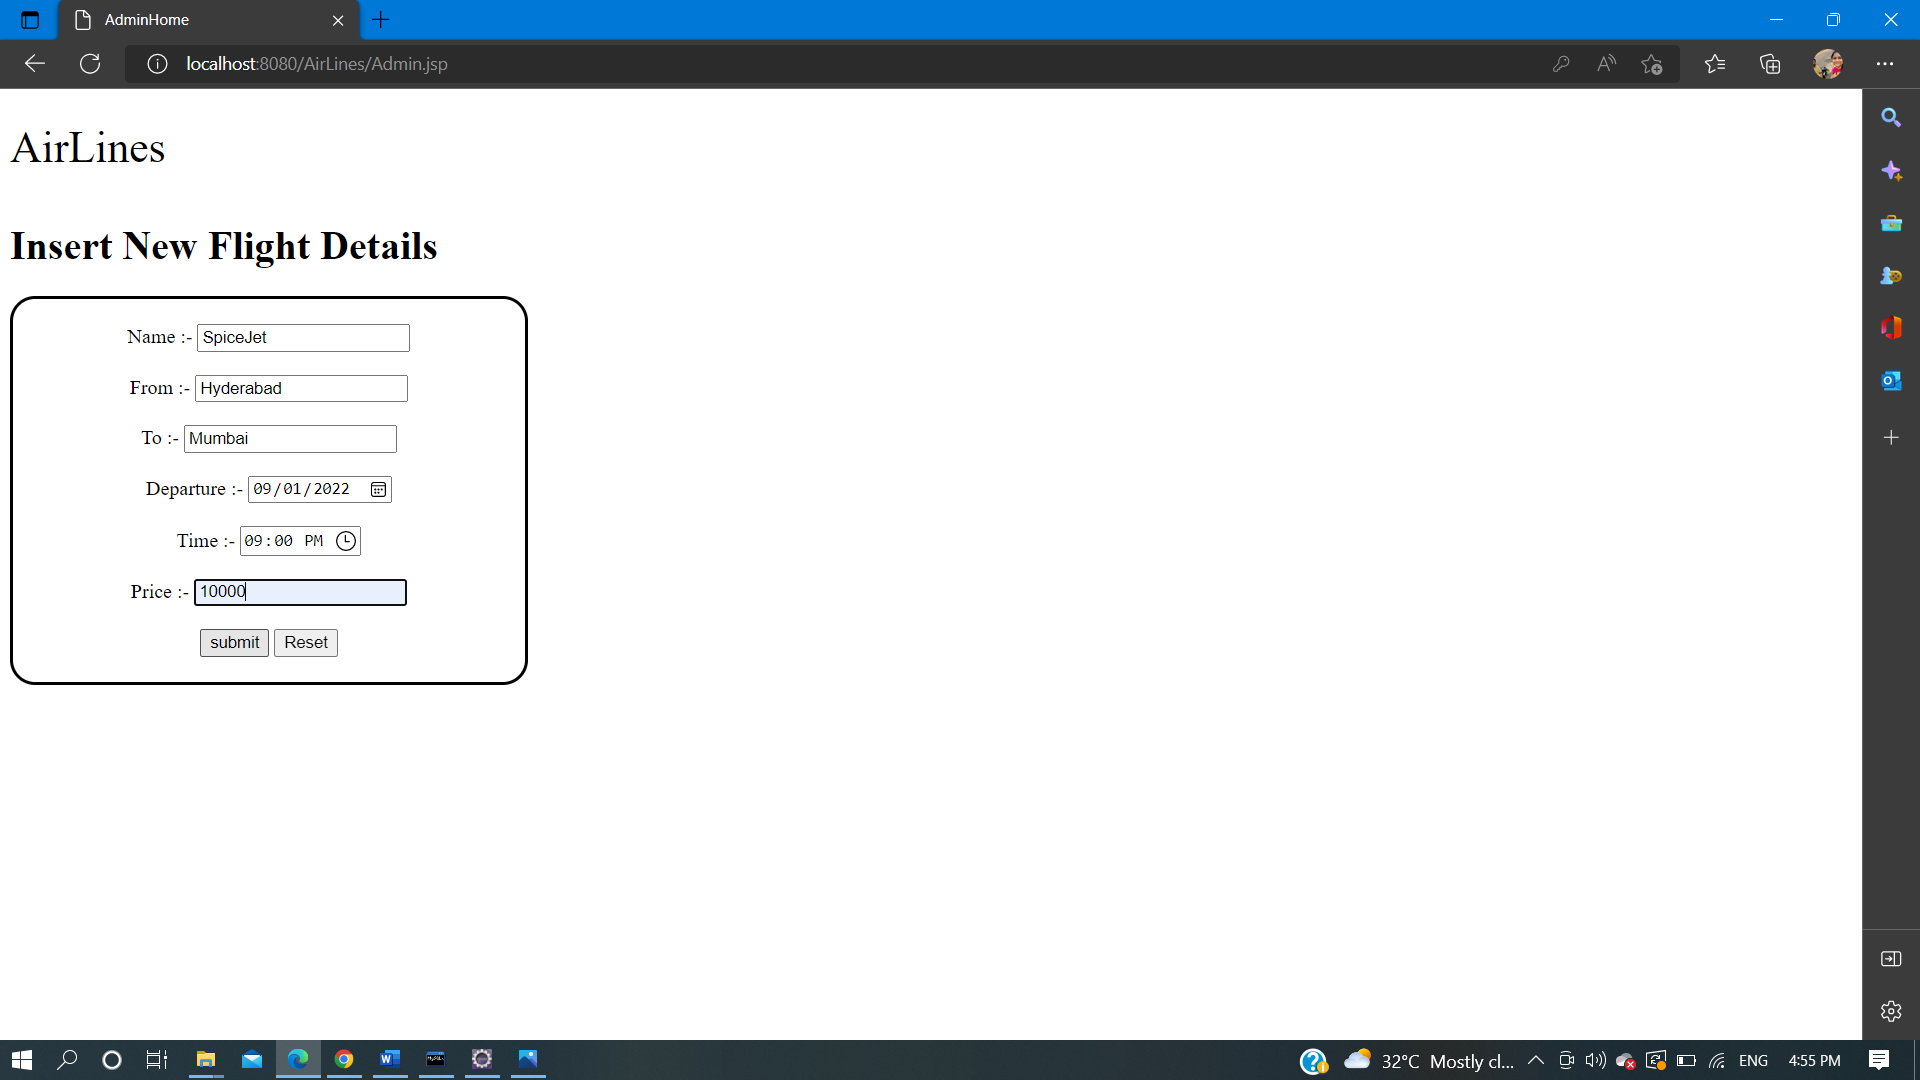 AdminHome
localhost:8080/AirLines/Admin.jsp
AirLines
Insert New Flight Details
Name :- SpiceJet
From :- Hyderabad
To :- Mumbai
Departure :- 09/01/2022
Time :- 09:00 PM
Price :- 10000
submit Reset
32°C Mostly cl... ENG 4:55 PM